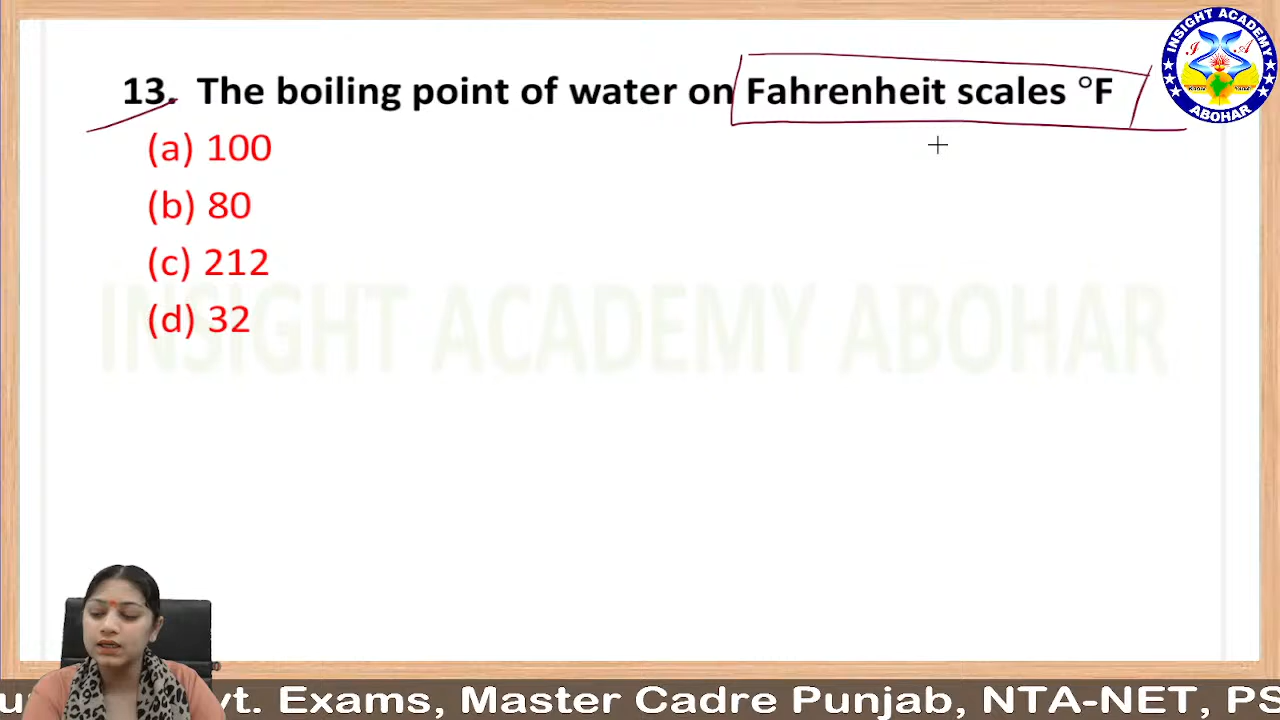 13. The boiling point of water on Fahrenheit scales °F
(a) 100
(b) 80
(c) 212
(d) 32
INSIGHT ACADEMY ABOHAR
INSIGHT ACADEMY
I A
ABOHAR
vt. Exams, Master Cadre Punjab, NTA-NET, PS